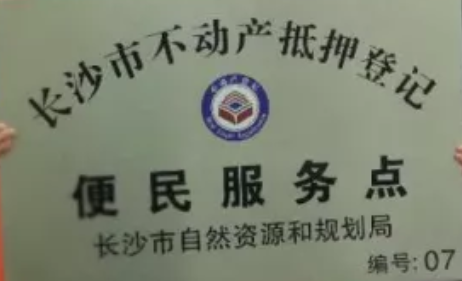 长沙市不动产抵押登记
便民服务点
长沙市自然资源和规划局
编号:07